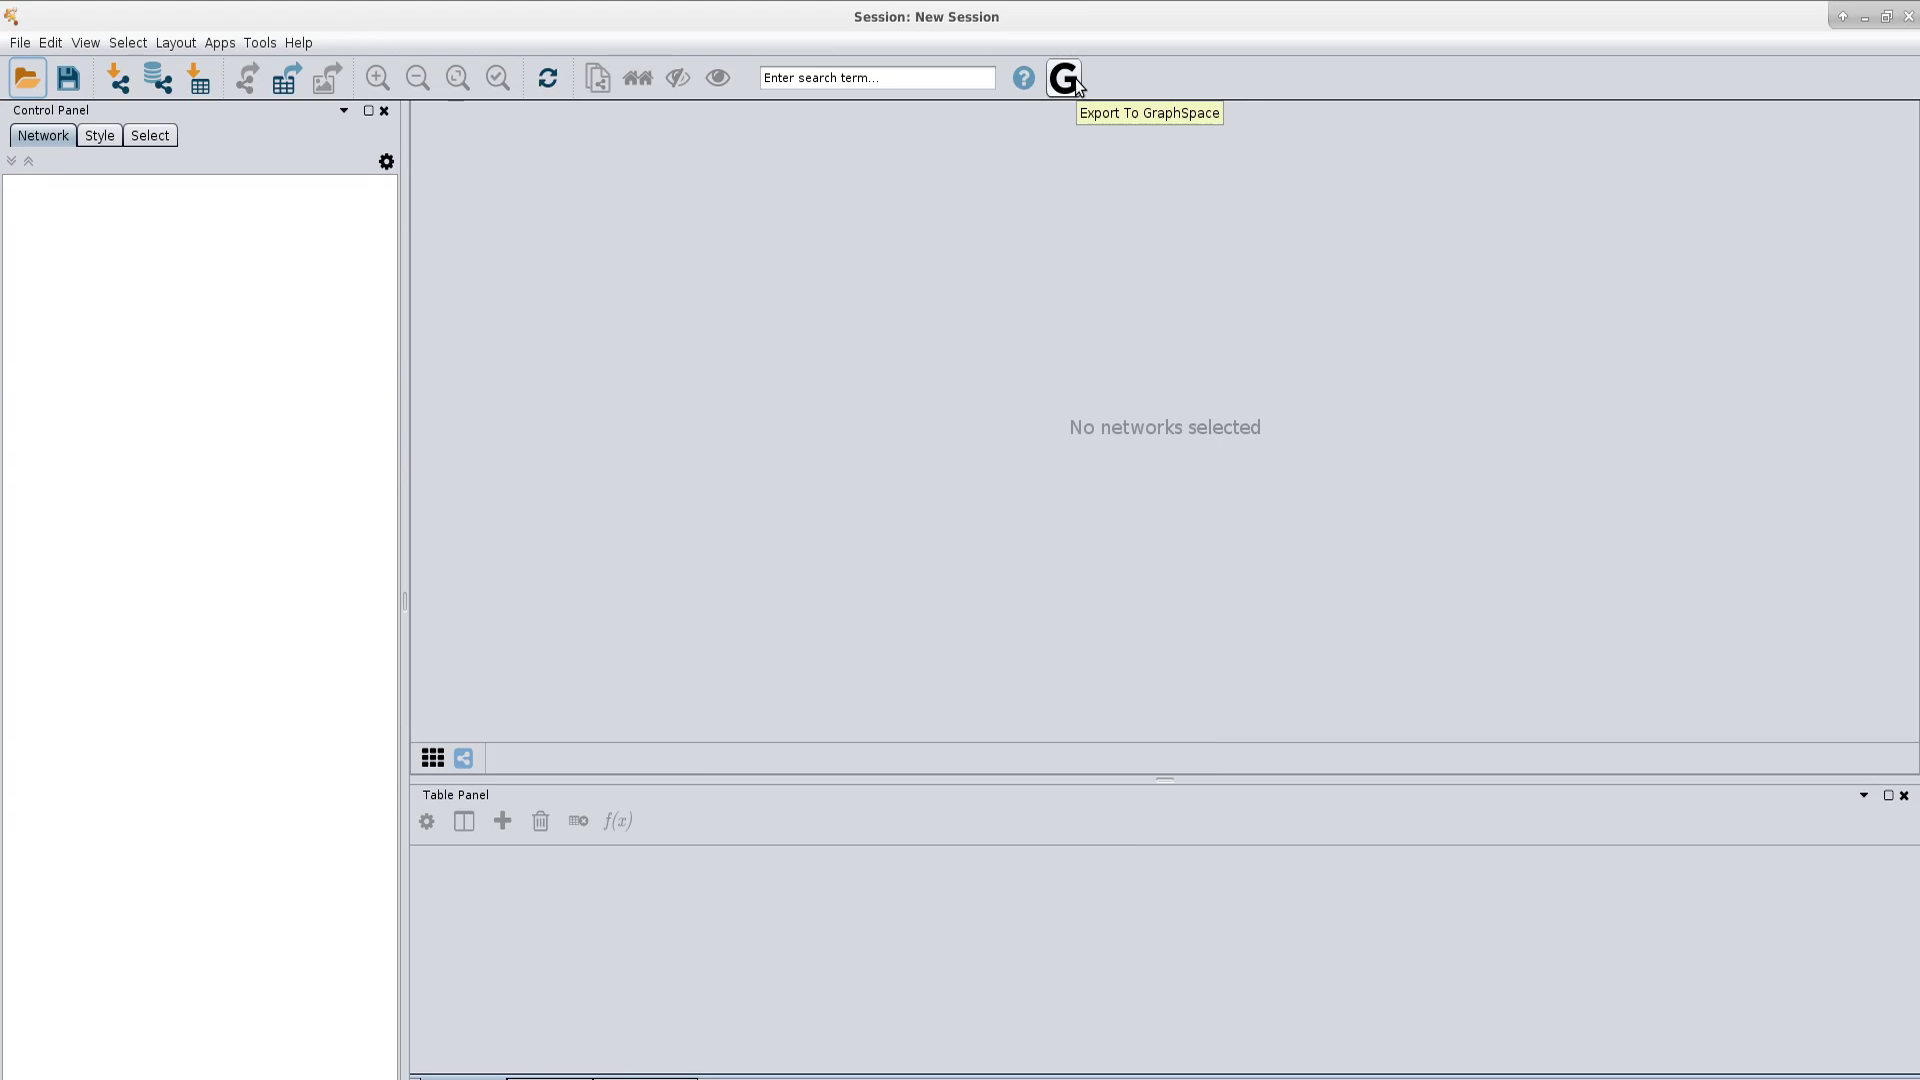 Session: New Session
File Edit View Select Layout Apps Tools Help
Enter search term...
? G
Export To GraphSpace
Control Panel
Network Style Select
No networks selected
Table Panel
f(x)